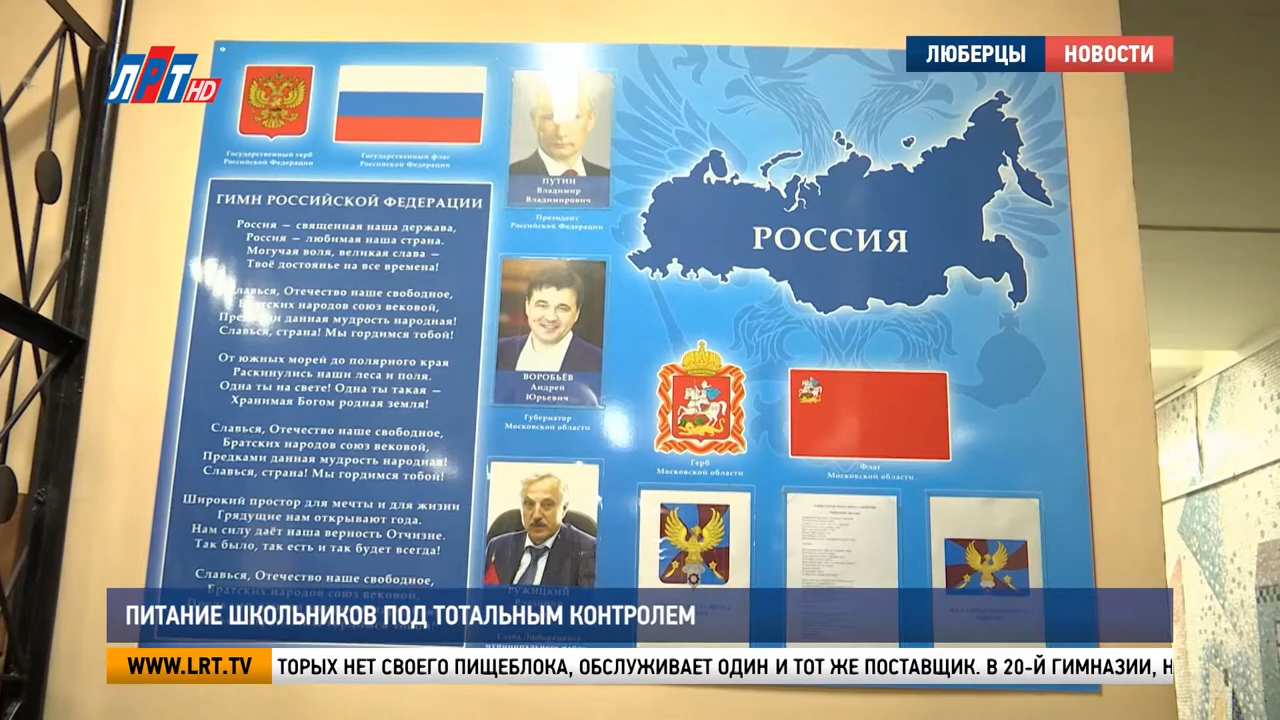 ЛРТ HD
ЛЮБЕРЦЫ НОВОСТИ
Государственный герб
Российской Федерации
Государственный флаг
Российской Федерации
ГИМН РОССИЙСКОЙ ФЕДЕРАЦИИ
Россия — священная наша держава,
Россия — любимая наша страна.
Могучая воля, великая слава —
Твоё достоянье на все времена!
Славься, Отечество наше свободное,
Братских народов союз вековой,
Предками данная мудрость народная!
Славься, страна! Мы гордимся тобой!
От южных морей до полярного края
Раскинулись наши леса и поля.
Одна ты на свете! Одна ты такая —
Хранимая Богом родная земля!
Славься, Отечество наше свободное,
Братских народов союз вековой,
Предками данная мудрость народная!
Славься, страна! Мы гордимся тобой!
Широкий простор для мечты и для жизни
Грядущие нам открывают года.
Нам силу даёт наша верность Отчизне.
Так было, так есть и так будет всегда!
Славься, Отечество наше свободное,
Братских народов союз вековой,
ПУТИН
Владимир
Владимирович
Президент
Российской Федерации
ВОРОБЬЁВ
Андрей
Юрьевич
Губернатор
Московской области
РУЖИЦКИЙ
Глава Люберецкого
РОССИЯ
Герб
Московской области
Флаг
Московской области
ПИТАНИЕ ШКОЛЬНИКОВ ПОД ТОТАЛЬНЫМ КОНТРОЛЕМ
WWW.LRT.TV
ТОРЫХ НЕТ СВОЕГО ПИЩЕБЛОКА, ОБСЛУЖИВАЕТ ОДИН И ТОТ ЖЕ ПОСТАВЩИК. В 20-Й ГИМНАЗИИ, Н